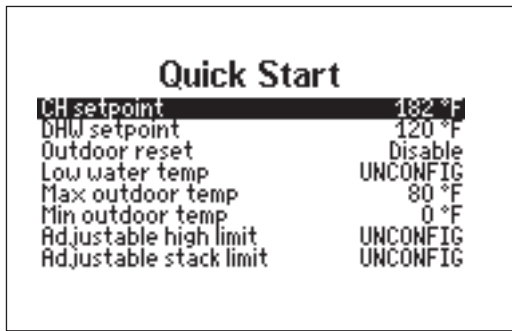 Quick Start
CH setpoint 182 °F
DHW setpoint 120 °F
Outdoor reset Disable
Low water temp UNCONFIG
Max outdoor temp 80 °F
Min outdoor temp 0 °F
Adjustable high limit UNCONFIG
Adjustable stack limit UNCONFIG